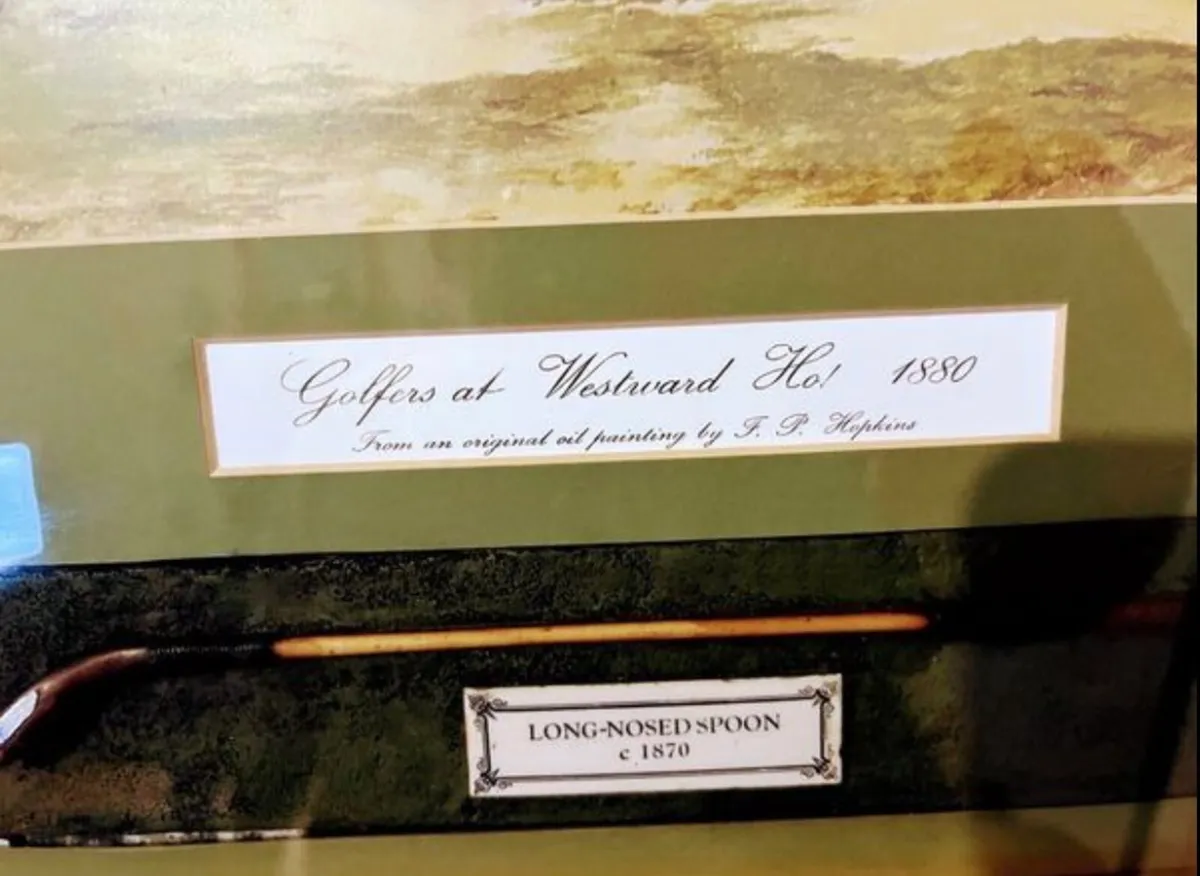 Golfers at Westward Ho! 1880
From an original oil painting by F. P. Hopkins
LONG-NOSED SPOON
c 1870